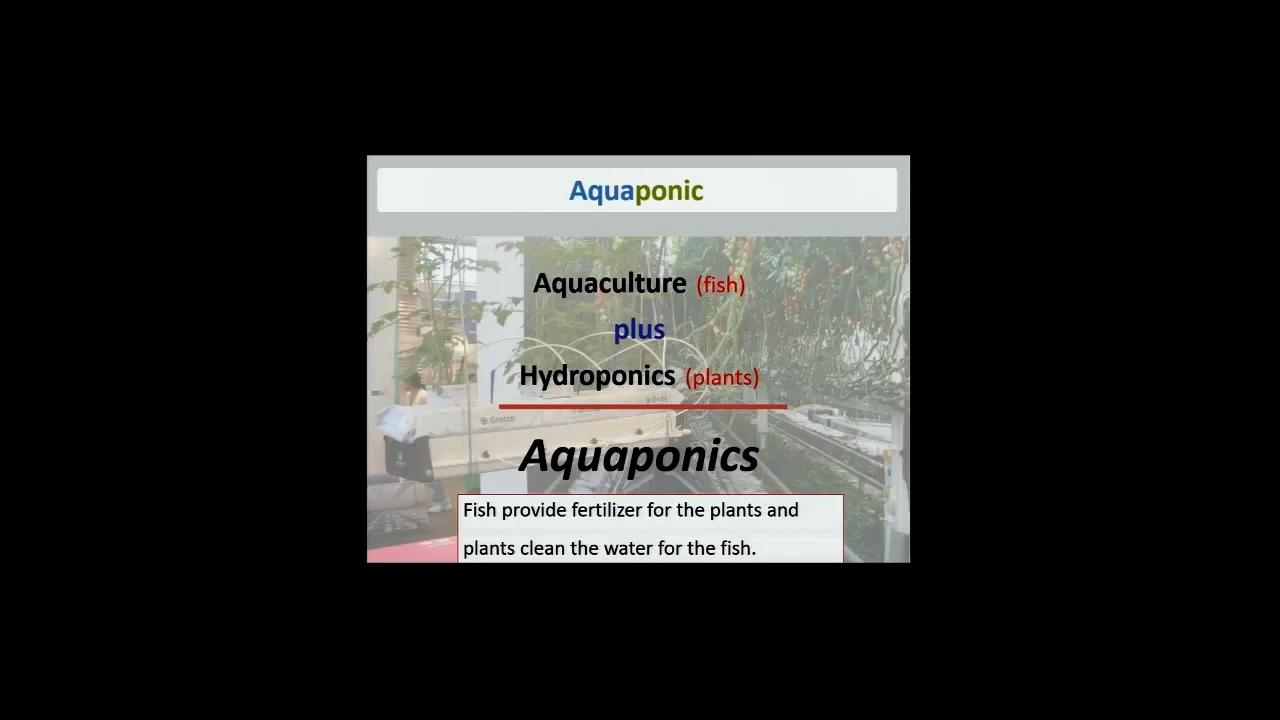 Aquaponic
Aquaculture (fish)
plus
Hydroponics (plants)
Grotop
Aquaponics
Fish provide fertilizer for the plants and
plants clean the water for the fish.